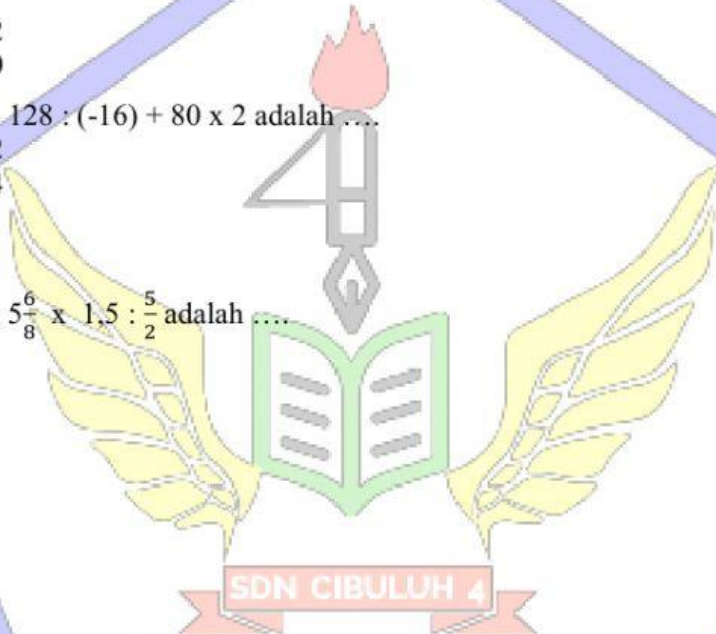 128 : (-16) + 80 x 2 adalah ….
5 6/8 x 1,5 : 5/2 adalah ….
SDN CIBULUH 4